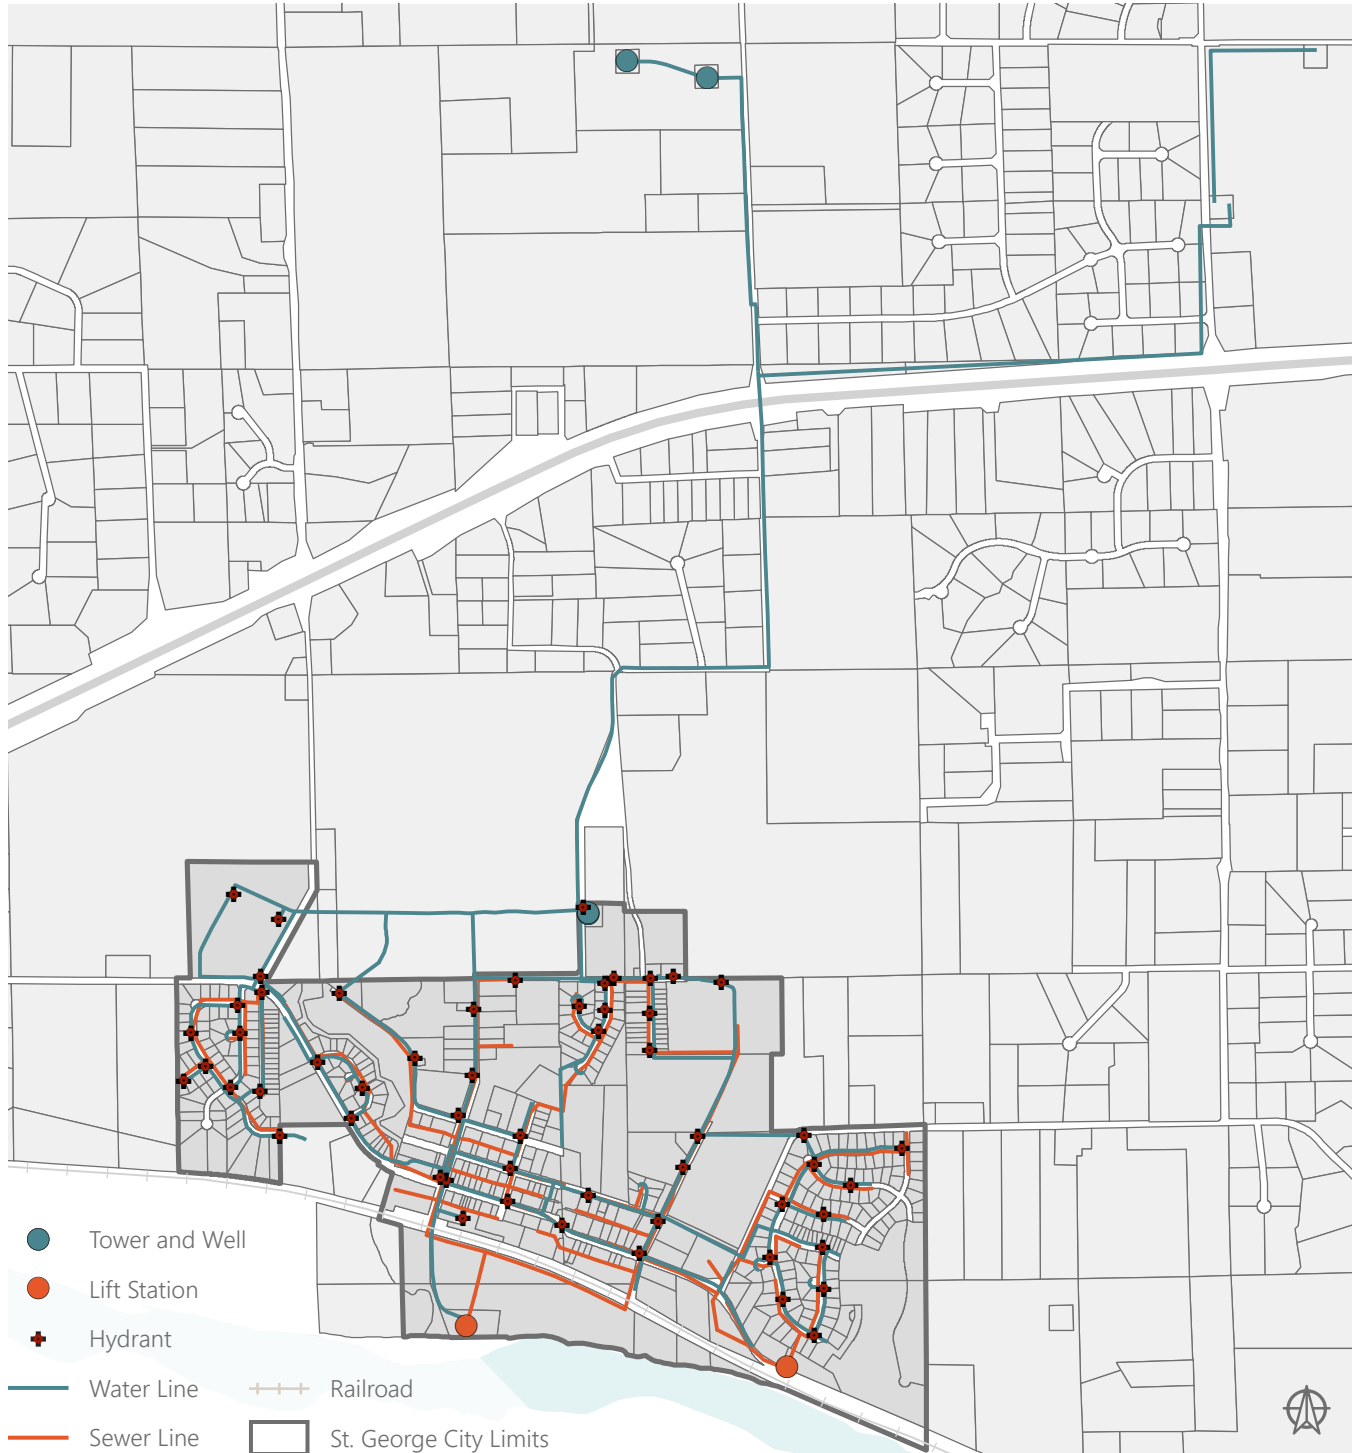 Tower and Well
Lift Station
Hydrant
Water Line
Railroad
Sewer Line
St. George City Limits